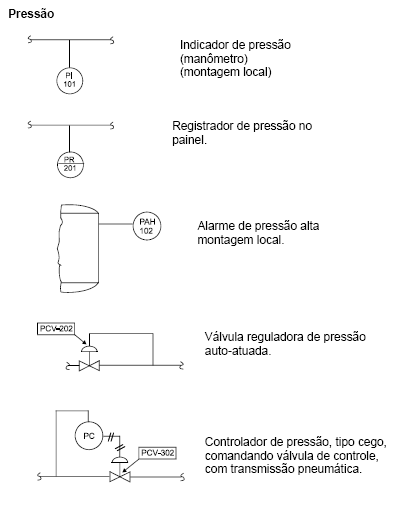 Pressão
Indicador de pressão
(manômetro)
(montagem local)
PI
101
Registrador de pressão no
painel.
PR
201
PAH
102
Alarme de pressão alta
montagem local.
PCV-202
Válvula reguladora de pressão
auto-atuada.
PC
PCV-302
Controlador de pressão, tipo cego,
comandando válvula de controle,
com transmissão pneumática.